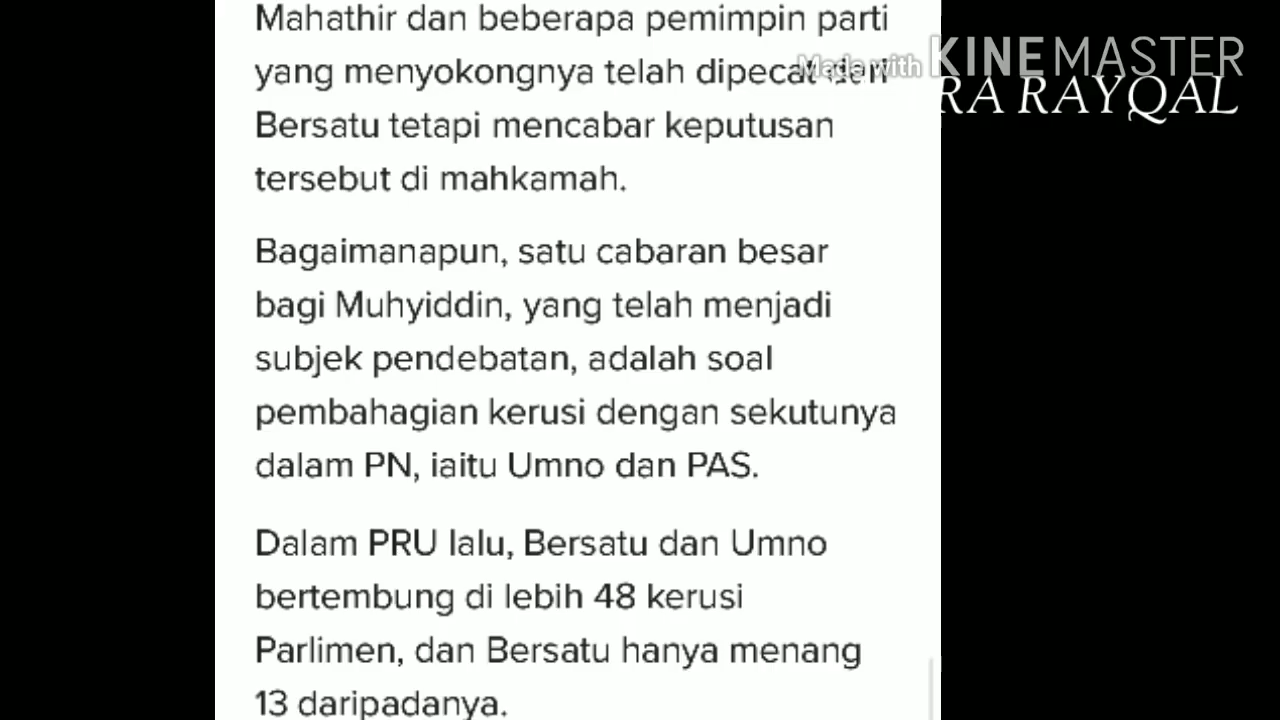 Mahathir dan beberapa pemimpin parti
yang menyokongnya telah dipecat dari
Bersatu tetapi mencabar keputusan
tersebut di mahkamah.
Bagaimanapun, satu cabaran besar
bagi Muhyiddin, yang telah menjadi
subjek pendebatan, adalah soal
pembahagian kerusi dengan sekutunya
dalam PN, iaitu Umno dan PAS.
Dalam PRU lalu, Bersatu dan Umno
bertembung di lebih 48 kerusi
Parlimen, dan Bersatu hanya menang
13 daripadanya.
Made with KINEMASTER
RA RAYQAL